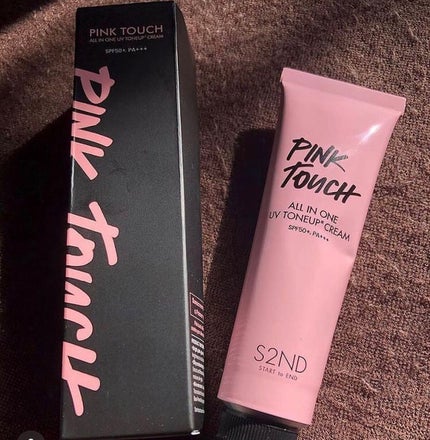 PINK TOUCH
ALL IN ONE UV TONEUP* CREAM
SPF50+, PA+++
PINK TOUCH
PINK
TOUCH
ALL IN ONE
UV TONEUP* CREAM
SPF50+, PA+++
S2ND
START to END